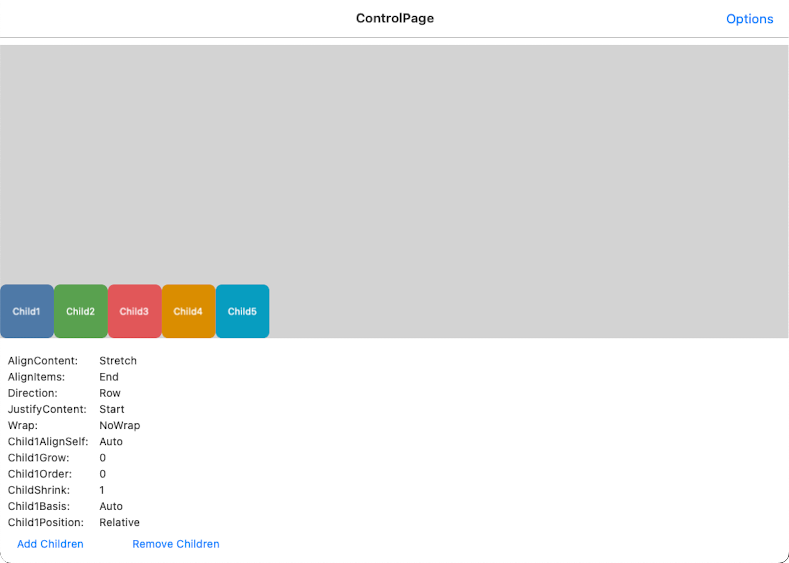 ControlPage Options
Child1 Child2 Child3 Child4 Child5
AlignContent: Stretch
AlignItems: End
Direction: Row
JustifyContent: Start
Wrap: NoWrap
Child1AlignSelf: Auto
Child1Grow: 0
Child1Order: 0
ChildShrink: 1
Child1Basis: Auto
Child1Position: Relative
Add Children Remove Children